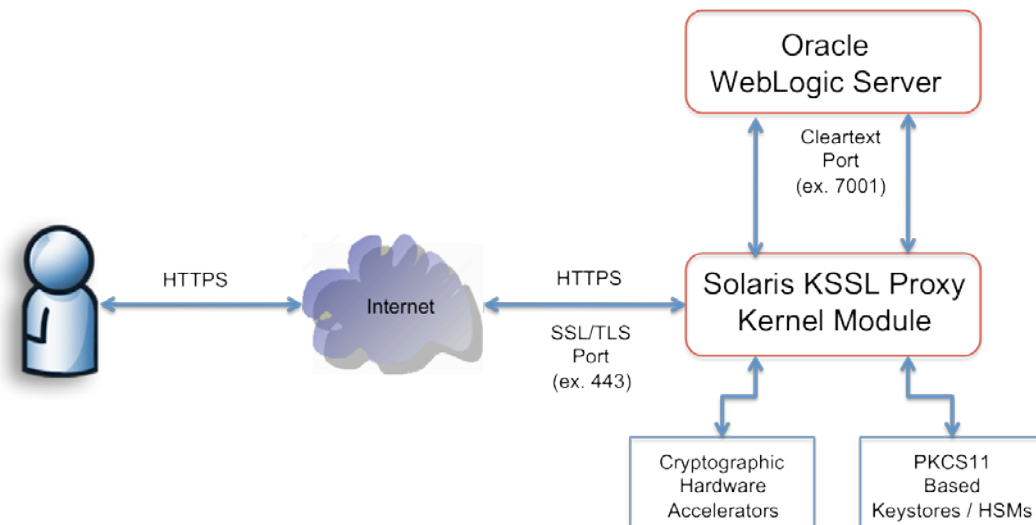 Oracle
WebLogic Server
Cleartext
Port
(ex. 7001)
HTTPS
Internet
HTTPS
SSL/TLS
Port
(ex. 443)
Solaris KSSL Proxy
Kernel Module
Cryptographic
Hardware
Accelerators
PKCS11
Based
Keystores / HSMs